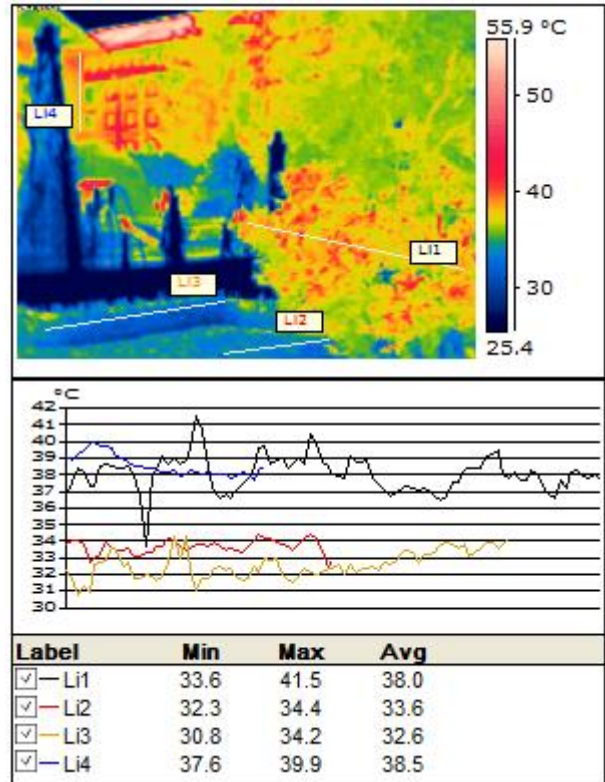 55.9 °C
50
40
30
25.4
Li4
Li1
Li3
Li2
°C
42
41
40
39
38
37
36
35
34
33
32
31
30
Label Min Max Avg
Li1 33.6 41.5 38.0
Li2 32.3 34.4 33.6
Li3 30.8 34.2 32.6
Li4 37.6 39.9 38.5